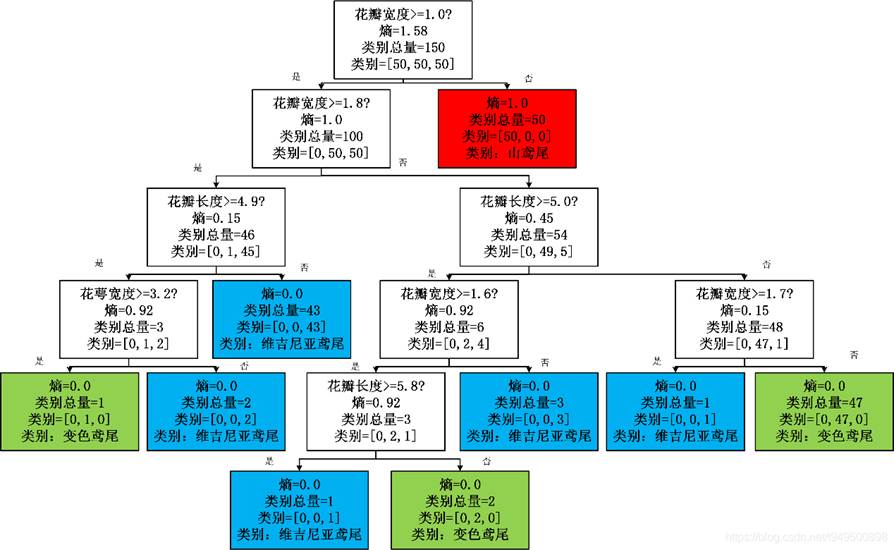 花瓣宽度>=1.0?
熵=1.58
类别总量=150
类别=[50,50,50]
是
否
花瓣宽度>=1.8?
熵=1.0
类别总量=100
类别=[0,50,50]
熵=1.0
类别总量=50
类别=[50,0,0]
类别：山鸢尾
是
否
花瓣长度>=4.9?
熵=0.15
类别总量=46
类别=[0,1,45]
花瓣长度>=5.0?
熵=0.45
类别总量=54
类别=[0,49,5]
是
否
是
否
花萼宽度>=3.2?
熵=0.92
类别总量=3
类别=[0,1,2]
熵=0.0
类别总量=43
类别=[0,0,43]
类别：维吉尼亚鸢尾
花瓣宽度>=1.6?
熵=0.92
类别总量=6
类别=[0,2,4]
花瓣宽度>=1.7?
熵=0.15
类别总量=48
类别=[0,47,1]
是
否
是
否
是
否
熵=0.0
类别总量=1
类别=[0,1,0]
类别：变色鸢尾
熵=0.0
类别总量=2
类别=[0,0,2]
类别：维吉尼亚鸢尾
花瓣长度>=5.8?
熵=0.92
类别总量=3
类别=[0,2,1]
熵=0.0
类别总量=3
类别=[0,0,3]
类别：维吉尼亚鸢尾
熵=0.0
类别总量=1
类别=[0,0,1]
类别：维吉尼亚鸢尾
熵=0.0
类别总量=47
类别=[0,47,0]
类别：变色鸢尾
是
否
熵=0.0
类别总量=1
类别=[0,0,1]
类别：维吉尼亚鸢尾
熵=0.0
类别总量=2
类别=[0,2,0]
类别：变色鸢尾